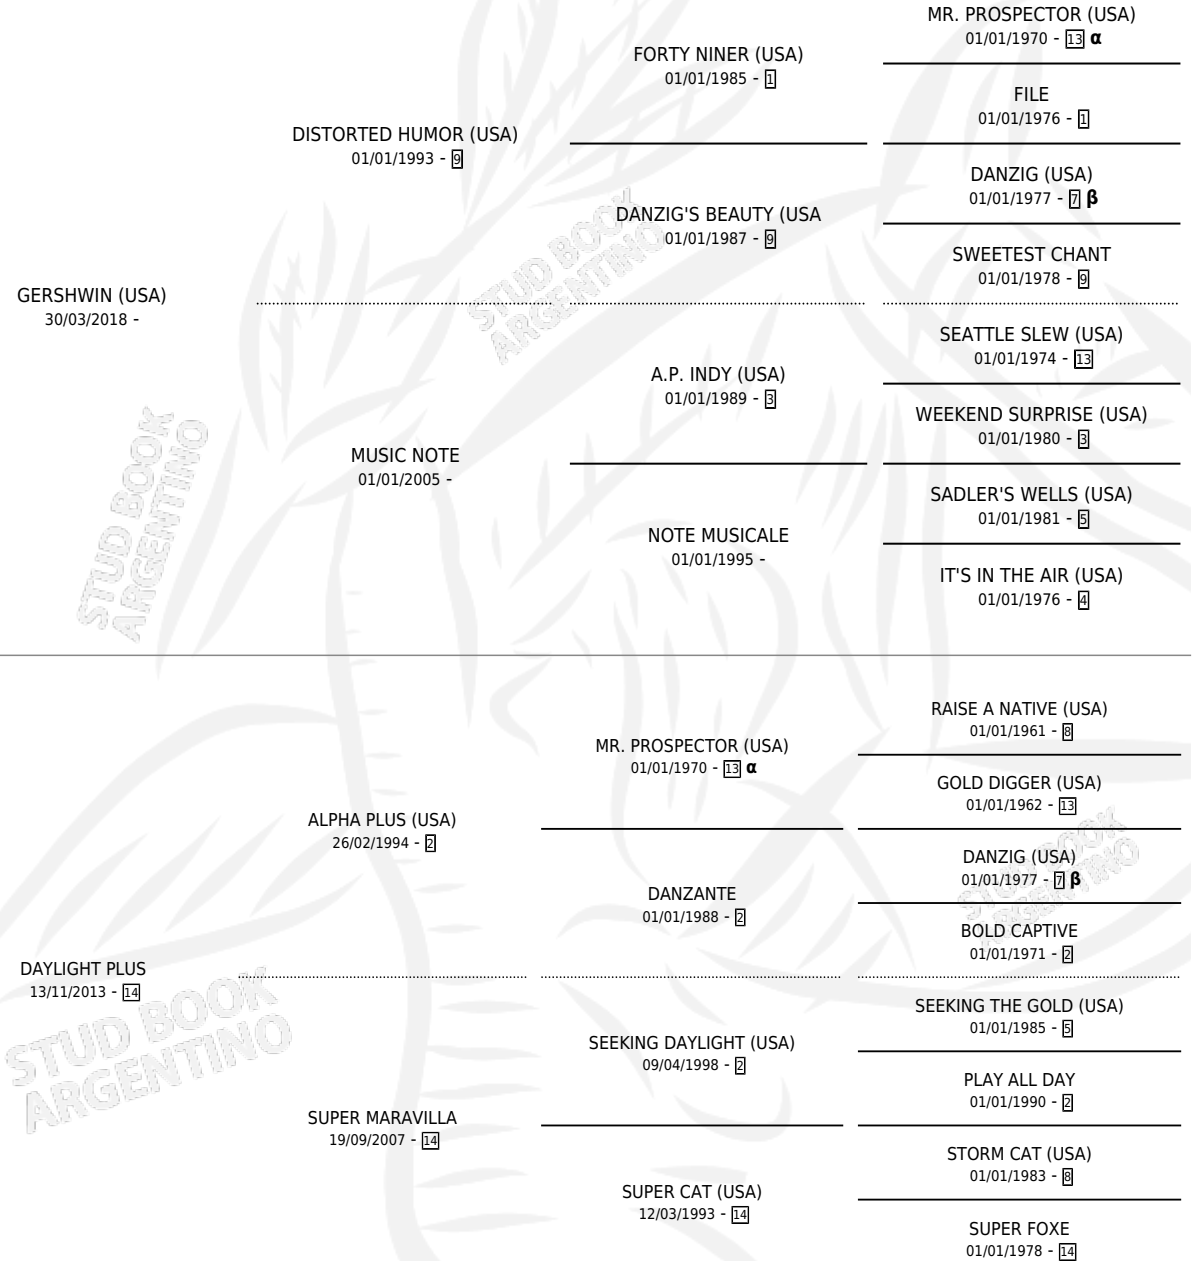 MR. PROSPECTOR (USA)
01/01/1970 - 13 α
FORTY NINER (USA)
01/01/1985 - 1
FILE
01/01/1976 - 1
DISTORTED HUMOR (USA)
01/01/1993 - 9
DANZIG (USA)
01/01/1977 - 7 β
DANZIG'S BEAUTY (USA
01/01/1987 - 9
SWEETEST CHANT
01/01/1978 - 9
GERSHWIN (USA)
30/03/2018 -
SEATTLE SLEW (USA)
01/01/1974 - 13
A.P. INDY (USA)
01/01/1989 - 3
WEEKEND SURPRISE (USA)
01/01/1980 - 3
MUSIC NOTE
01/01/2005 -
SADLER'S WELLS (USA)
01/01/1981 - 5
NOTE MUSICALE
01/01/1995 -
IT'S IN THE AIR (USA)
01/01/1976 - 4
RAISE A NATIVE (USA)
01/01/1961 - 8
MR. PROSPECTOR (USA)
01/01/1970 - 13 α
GOLD DIGGER (USA)
01/01/1962 - 13
ALPHA PLUS (USA)
26/02/1994 - 2
DANZIG (USA)
01/01/1977 - 7 β
DANZANTE
01/01/1988 - 2
BOLD CAPTIVE
01/01/1971 - 2
DAYLIGHT PLUS
13/11/2013 - 14
SEEKING THE GOLD (USA)
01/01/1985 - 5
SEEKING DAYLIGHT (USA)
09/04/1998 - 2
PLAY ALL DAY
01/01/1990 - 2
SUPER MARAVILLA
19/09/2007 - 14
STORM CAT (USA)
01/01/1983 - 8
SUPER CAT (USA)
12/03/1993 - 14
SUPER FOXE
01/01/1978 - 14
STUD BOOK
ARGENTINO
STUD BOOK
ARGENTINO
STUD BOOK
ARGENTINO
STUD BOOK
ARGENTINO